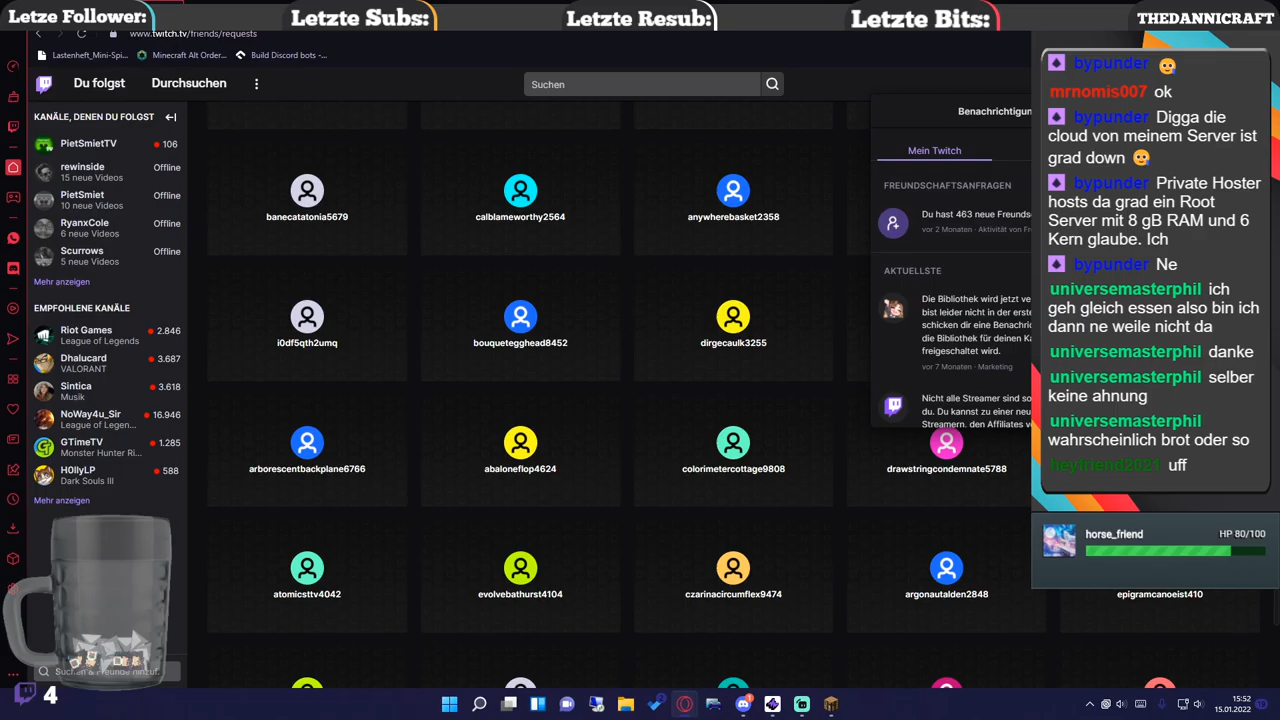 Letze Follower:
Letzte Subs:
Letzte Resub:
Letzte Bits:
THEDANNICRAFT
www.twitch.tv/friends/requests
Lastenheft_Mini-Spi...
Minecraft Alt Order...
Build Discord bots -...
Du folgst
Durchsuchen
Suchen
KANÄLE, DENEN DU FOLGST
PietSmietTV
106
rewinside
Offline
15 neue Videos
PietSmiet
Offline
10 neue Videos
RyanxCole
Offline
6 neue Videos
Scurrows
Offline
5 neue Videos
Mehr anzeigen
EMPFOHLENE KANÄLE
Riot Games
2.846
League of Legends
Dhalucard
3.687
VALORANT
Sintica
3.618
Musik
NoWay4u_Sir
16.946
League of Legen...
GTimeTV
1.285
Monster Hunter Ri...
H0llyLP
588
Dark Souls III
Mehr anzeigen
Suchen & Freunde hinzuf.
4
banecatatonia5679
calblameworthy2564
anywherebasket2358
i0df5qth2umq
bouquetegghead8452
dirgecaulk3255
arborescentbackplane6766
abaloneflop4624
colorimetercottage9808
drawstringcondemnate5788
atomicsttv4042
evolvebathurst4104
czarinacircumflex9474
argonautalden2848
epigramcanoeist410
Benachrichtigun
Mein Twitch
FREUNDSCHAFTSANFRAGEN
Du hast 463 neue Freunds
vor 2 Monaten · Aktivität von Fr
AKTUELLSTE
Die Bibliothek wird jetzt ve
bist leider nicht in der erste
schicken dir eine Benachric
die Bibliothek für deinen Ka
freigeschaltet wird.
vor 7 Monaten · Marketing
Nicht alle Streamer sind so
du. Du kannst zu einer neu
Streamern, den Affiliates v
bypunder
mrnomis007 ok
bypunder Digga die
cloud von meinem Server ist
grad down
bypunder Private Hoster
hosts da grad ein Root
Server mit 8 gB RAM und 6
Kern glaube. Ich
bypunder Ne
universemasterphil ich
geh gleich essen also bin ich
dann ne weile nicht da
universemasterphil danke
universemasterphil selber
keine ahnung
universemasterphil
wahrscheinlich brot oder so
heyfriend2021 uff
horse_friend
HP 80/100
15:52
15.01.2022